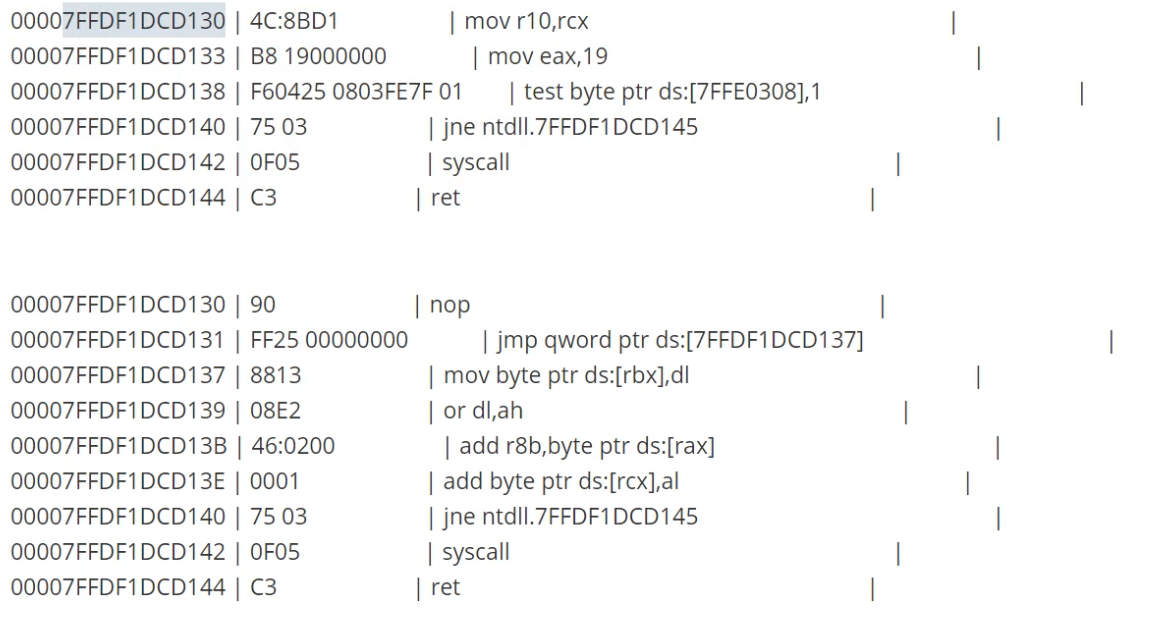 00007FFDF1DCD130 | 4C:8BD1 | mov r10,rcx |
00007FFDF1DCD133 | B8 19000000 | mov eax,19 |
00007FFDF1DCD138 | F60425 0803FE7F 01 | test byte ptr ds:[7FFE0308],1 |
00007FFDF1DCD140 | 75 03 | jne ntdll.7FFDF1DCD145 |
00007FFDF1DCD142 | 0F05 | syscall |
00007FFDF1DCD144 | C3 | ret |
00007FFDF1DCD130 | 90 | nop |
00007FFDF1DCD131 | FF25 00000000 | jmp qword ptr ds:[7FFDF1DCD137] |
00007FFDF1DCD137 | 8813 | mov byte ptr ds:[rbx],dl |
00007FFDF1DCD139 | 08E2 | or dl,ah |
00007FFDF1DCD13B | 46:0200 | add r8b,byte ptr ds:[rax] |
00007FFDF1DCD13E | 0001 | add byte ptr ds:[rcx],al |
00007FFDF1DCD140 | 75 03 | jne ntdll.7FFDF1DCD145 |
00007FFDF1DCD142 | 0F05 | syscall |
00007FFDF1DCD144 | C3 | ret |